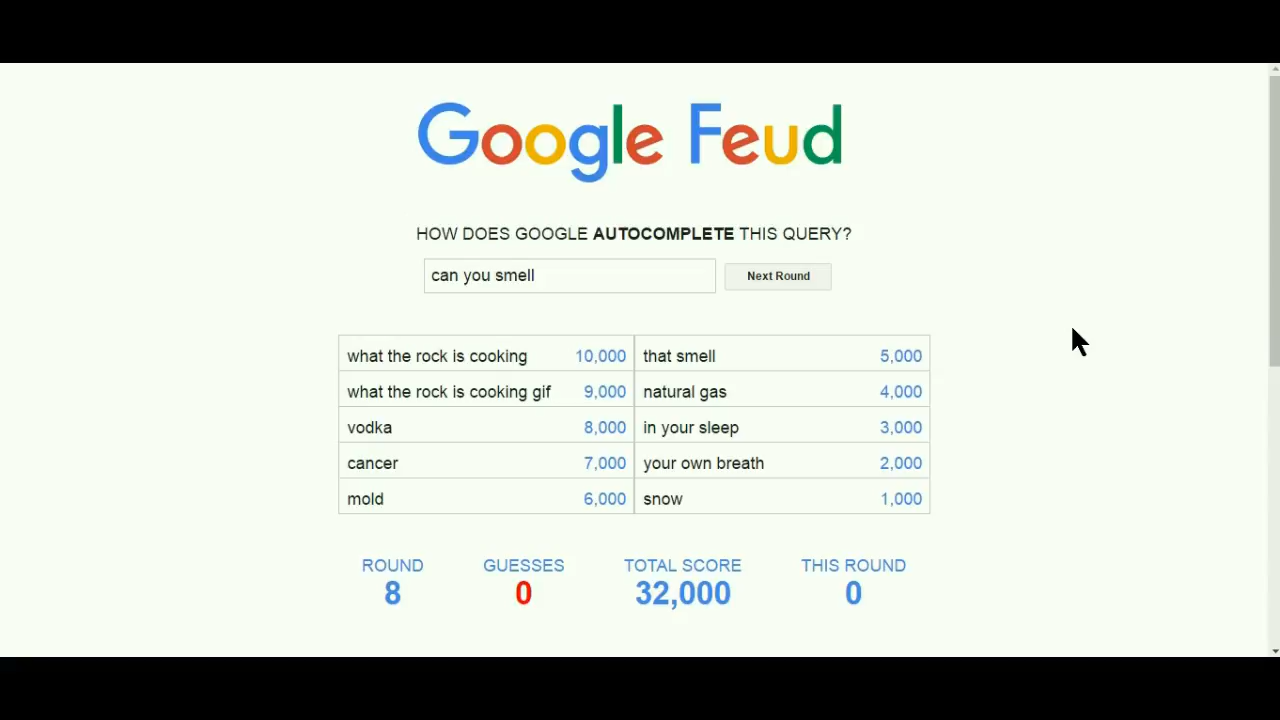 Google Feud
HOW DOES GOOGLE AUTOCOMPLETE THIS QUERY?
can you smell
Next Round
what the rock is cooking 10,000 that smell 5,000
what the rock is cooking gif 9,000 natural gas 4,000
vodka 8,000 in your sleep 3,000
cancer 7,000 your own breath 2,000
mold 6,000 snow 1,000
ROUND GUESSES TOTAL SCORE THIS ROUND
8 0 32,000 0